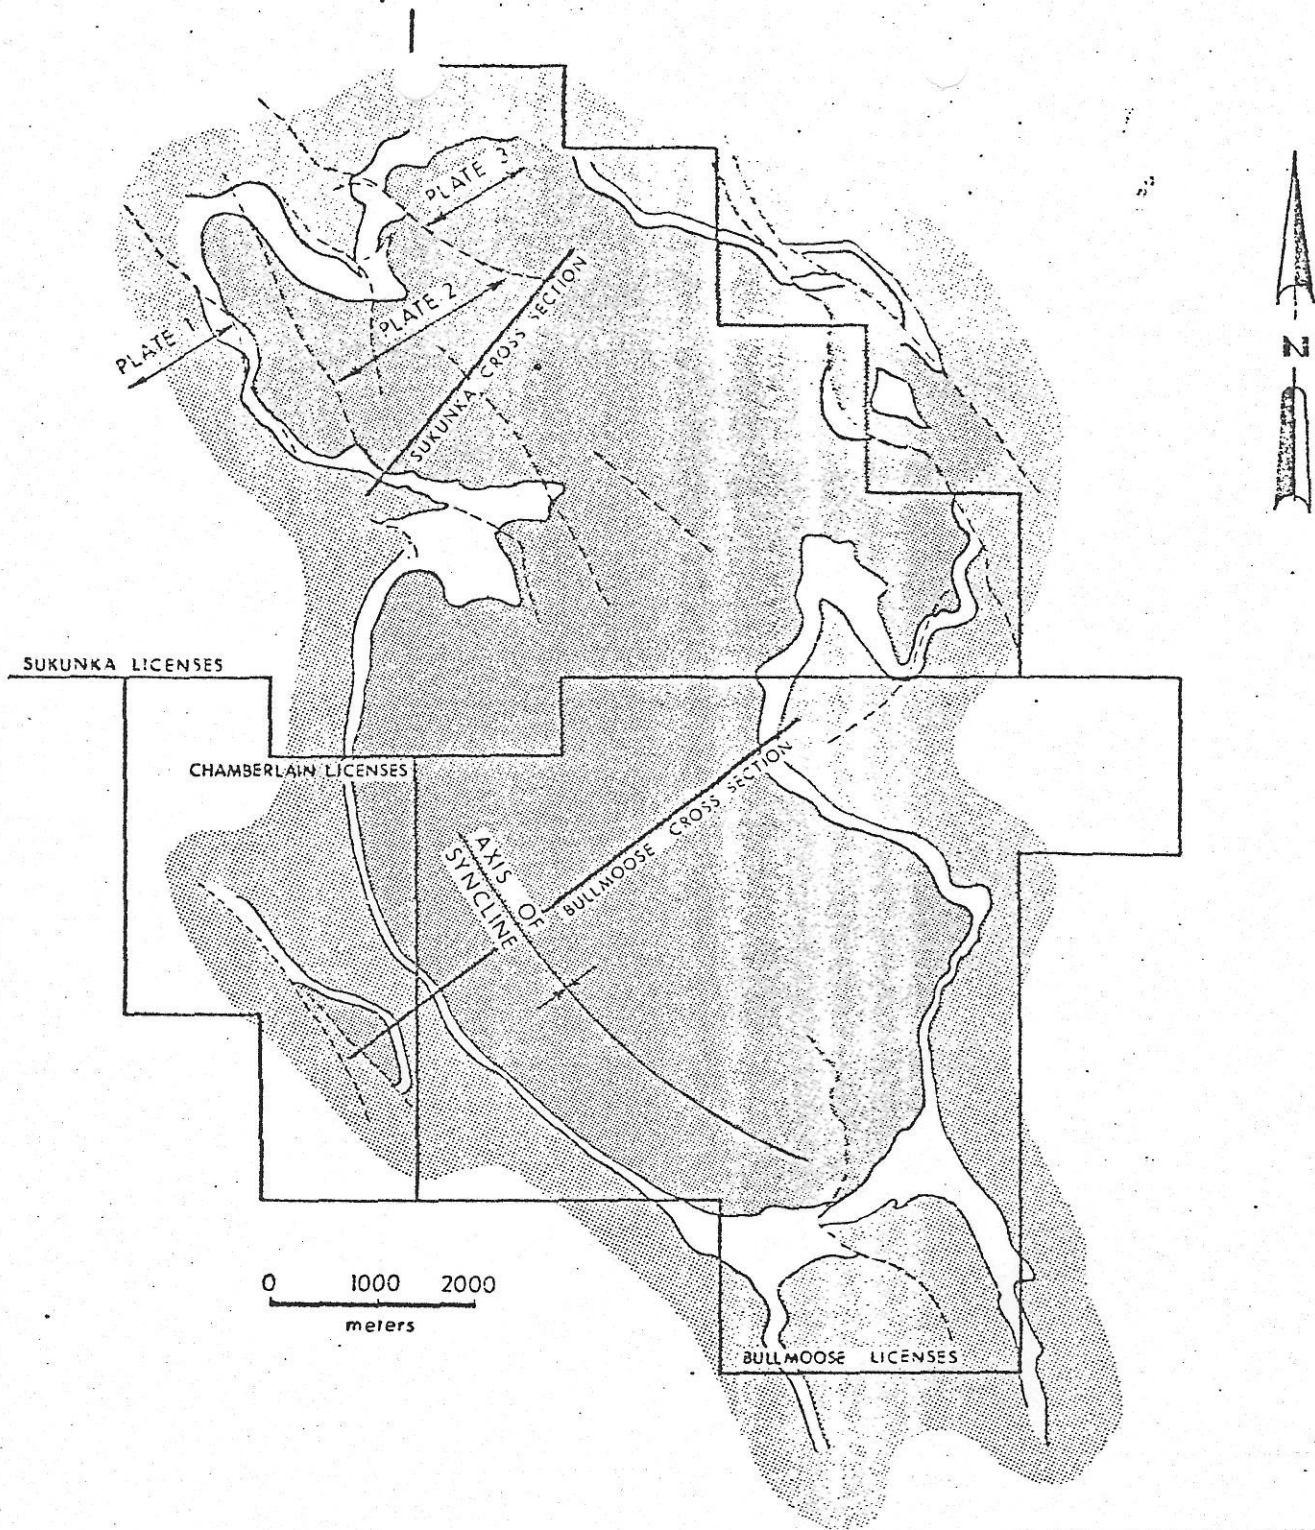 PLATE 3
PLATE 2
PLATE 1
SUKUNKA CROSS SECTION
N
SUKUNKA LICENSES
CHAMBERLAIN LICENSES
BULLMOOSE CROSS SECTION
AXIS OF
SYNCLINE
0 1000 2000
meters
BULLMOOSE LICENSES